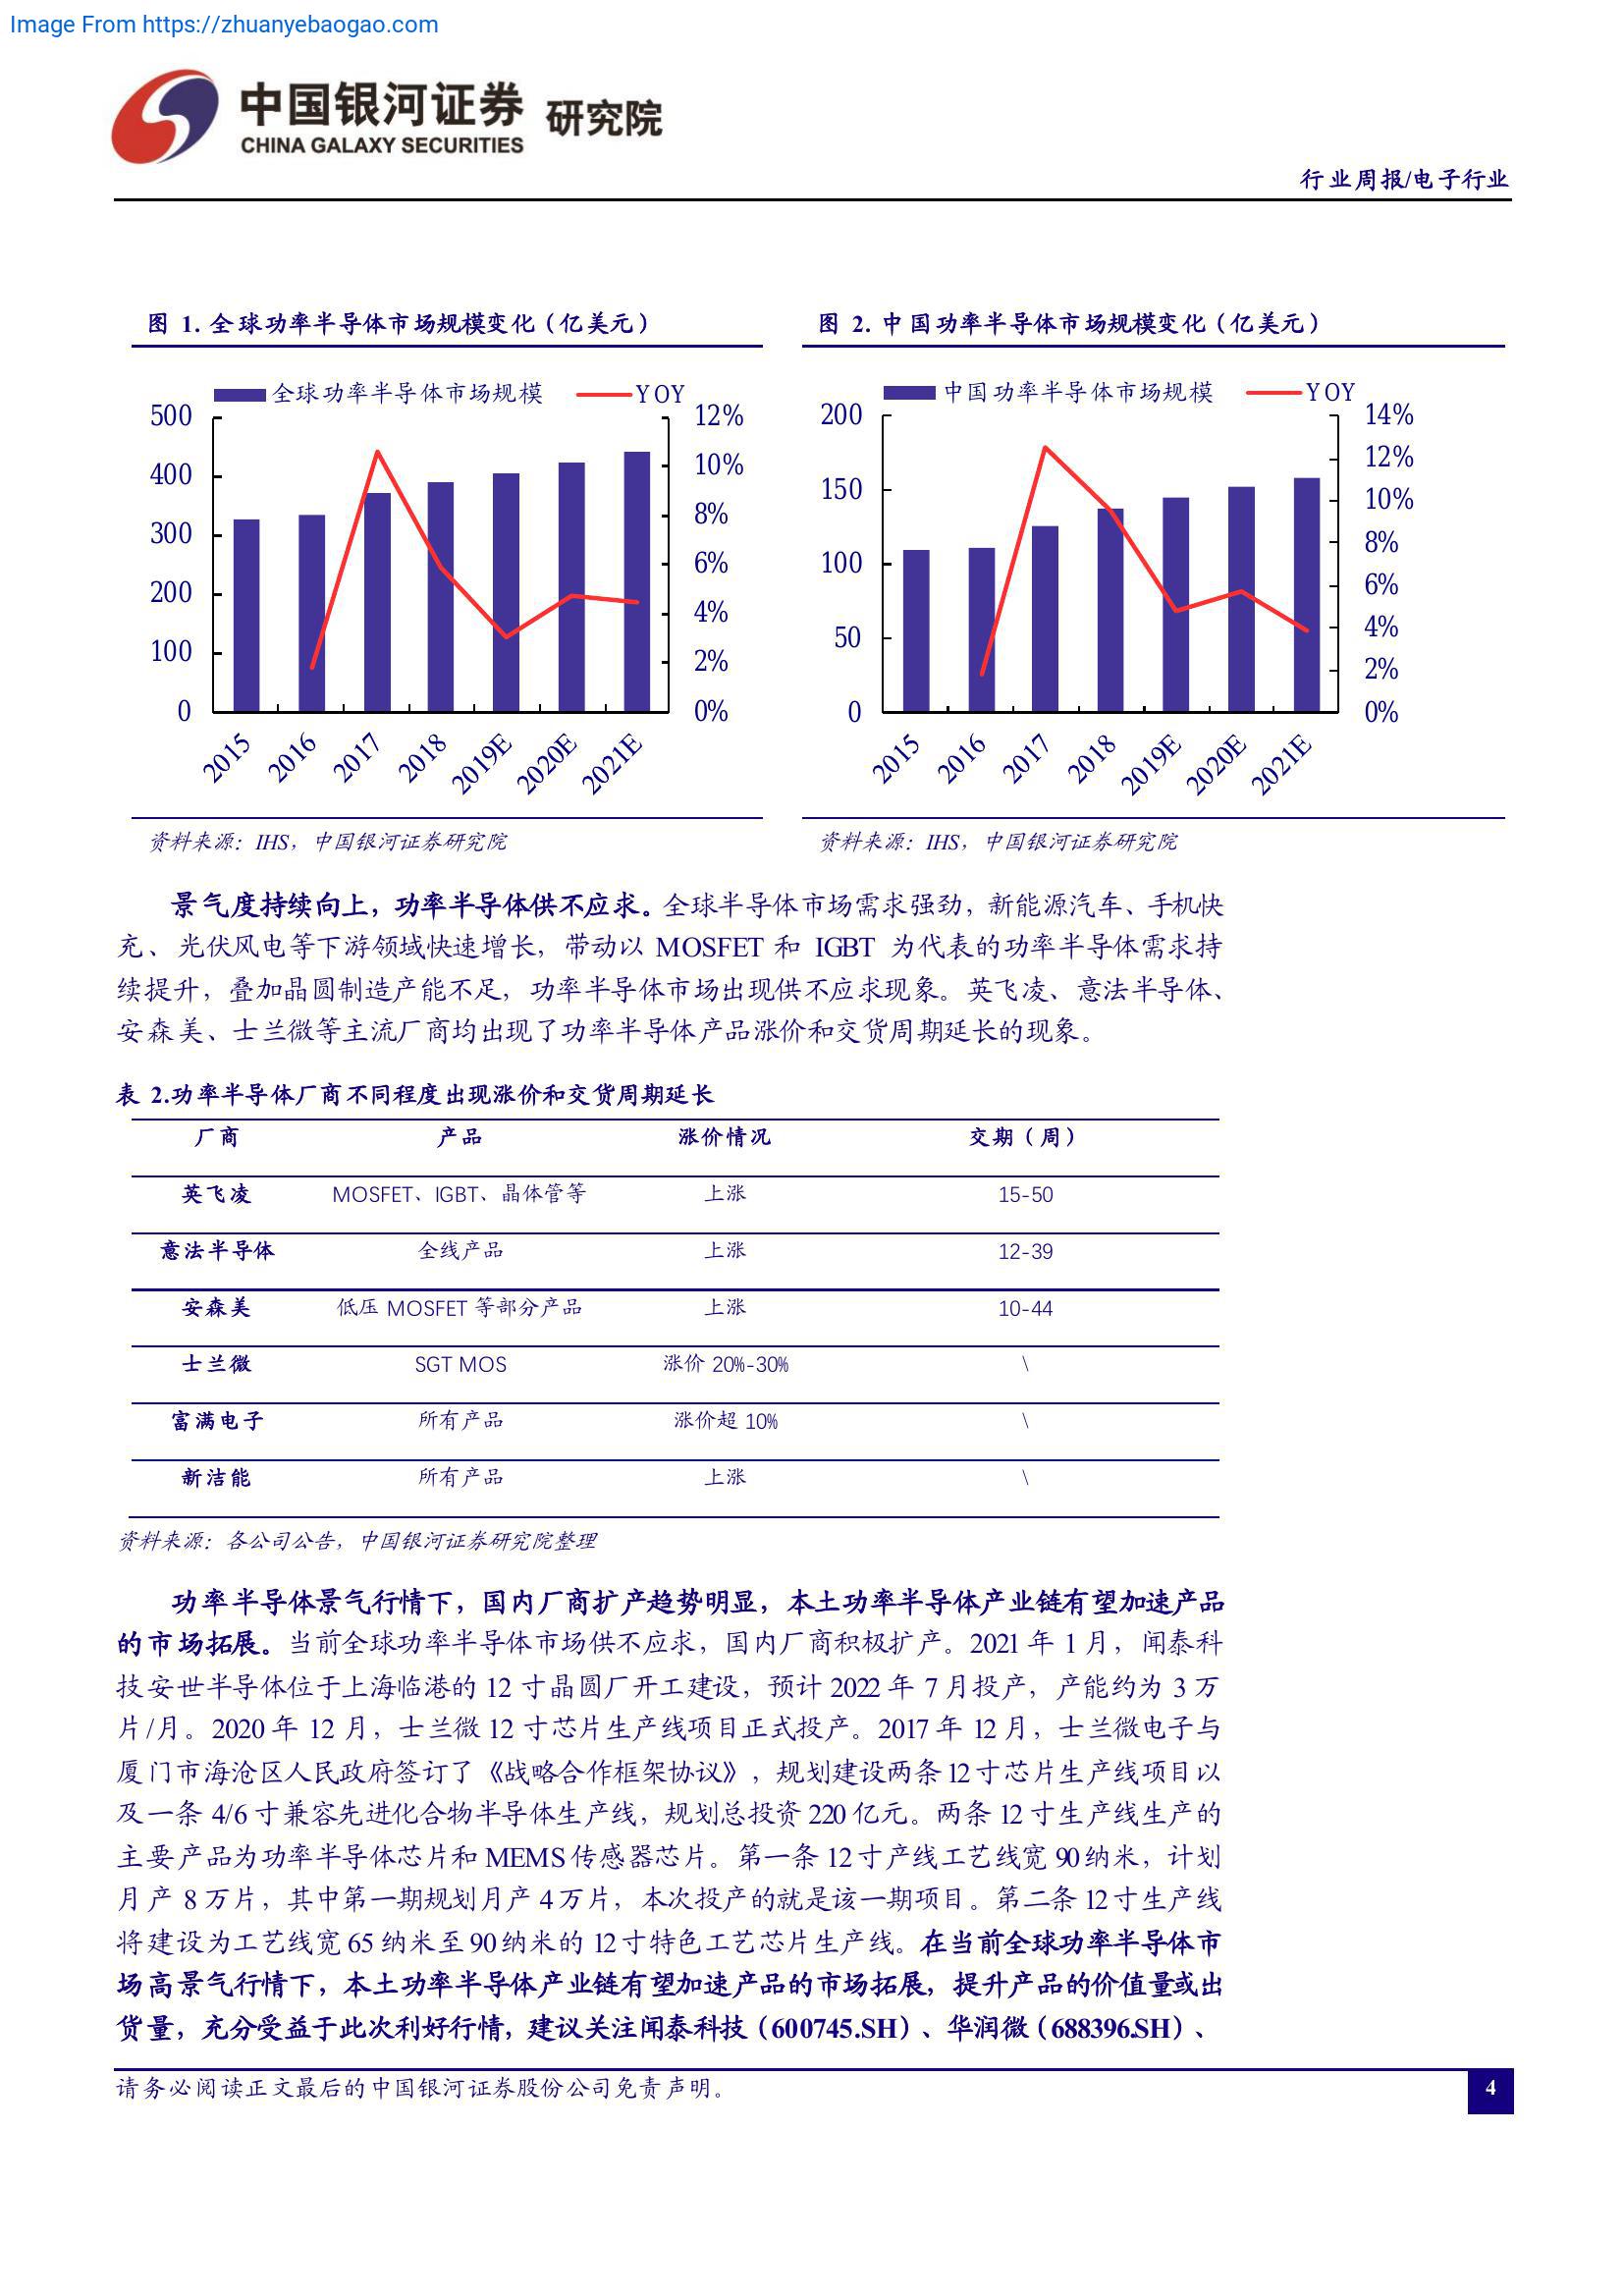 Image From https://zhuanyebaogao.com
中国银河证券 研究院
CHINA GALAXY SECURITIES
行业周报/电子行业
图 1. 全球功率半导体市场规模变化（亿美元）
全球功率半导体市场规模 YOY
500
400
300
200
100
0
12%
10%
8%
6%
4%
2%
0%
2015 2016 2017 2018 2019E 2020E 2021E
资料来源：IHS，中国银河证券研究院
图 2. 中国功率半导体市场规模变化（亿美元）
中国功率半导体市场规模 YOY
200
150
100
50
0
14%
12%
10%
8%
6%
4%
2%
0%
2015 2016 2017 2018 2019E 2020E 2021E
资料来源：IHS，中国银河证券研究院
景气度持续向上，功率半导体供不应求。全球半导体市场需求强劲，新能源汽车、手机快
充、光伏风电等下游领域快速增长，带动以 MOSFET 和 IGBT 为代表的功率半导体需求持
续提升，叠加晶圆制造产能不足，功率半导体市场出现供不应求现象。英飞凌、意法半导体、
安森美、士兰微等主流厂商均出现了功率半导体产品涨价和交货周期延长的现象。
表 2.功率半导体厂商不同程度出现涨价和交货周期延长
厂商 产品 涨价情况 交期（周）
英飞凌 MOSFET、IGBT、晶体管等 上涨 15-50
意法半导体 全线产品 上涨 12-39
安森美 低压 MOSFET 等部分产品 上涨 10-44
士兰微 SGT MOS 涨价 20%-30% \
富满电子 所有产品 涨价超 10% \
新洁能 所有产品 上涨 \
资料来源：各公司公告，中国银河证券研究院整理
功率半导体景气行情下，国内厂商扩产趋势明显，本土功率半导体产业链有望加速产品
的市场拓展。当前全球功率半导体市场供不应求，国内厂商积极扩产。2021 年 1 月，闻泰科
技安世半导体位于上海临港的 12 寸晶圆厂开工建设，预计 2022 年 7 月投产，产能约为 3 万
片/月。2020 年 12 月，士兰微 12 寸芯片生产线项目正式投产。2017 年 12 月，士兰微电子与
厦门市海沧区人民政府签订了《战略合作框架协议》，规划建设两条 12 寸芯片生产线项目以
及一条 4/6 寸兼容先进化合物半导体生产线，规划总投资 220 亿元。两条 12 寸生产线生产的
主要产品为功率半导体芯片和 MEMS 传感器芯片。第一条 12 寸产线工艺线宽 90 纳米，计划
月产 8 万片，其中第一期规划月产 4 万片，本次投产的就是该一期项目。第二条 12 寸生产线
将建设为工艺线宽 65 纳米至 90 纳米的 12 寸特色工艺芯片生产线。在当前全球功率半导体市
场高景气行情下，本土功率半导体产业链有望加速产品的市场拓展，提升产品的价值量或出
货量，充分受益于此次利好行情，建议关注闻泰科技（600745.SH）、华润微（688396.SH）、
请务必阅读正文最后的中国银河证券股份公司免责声明。
4